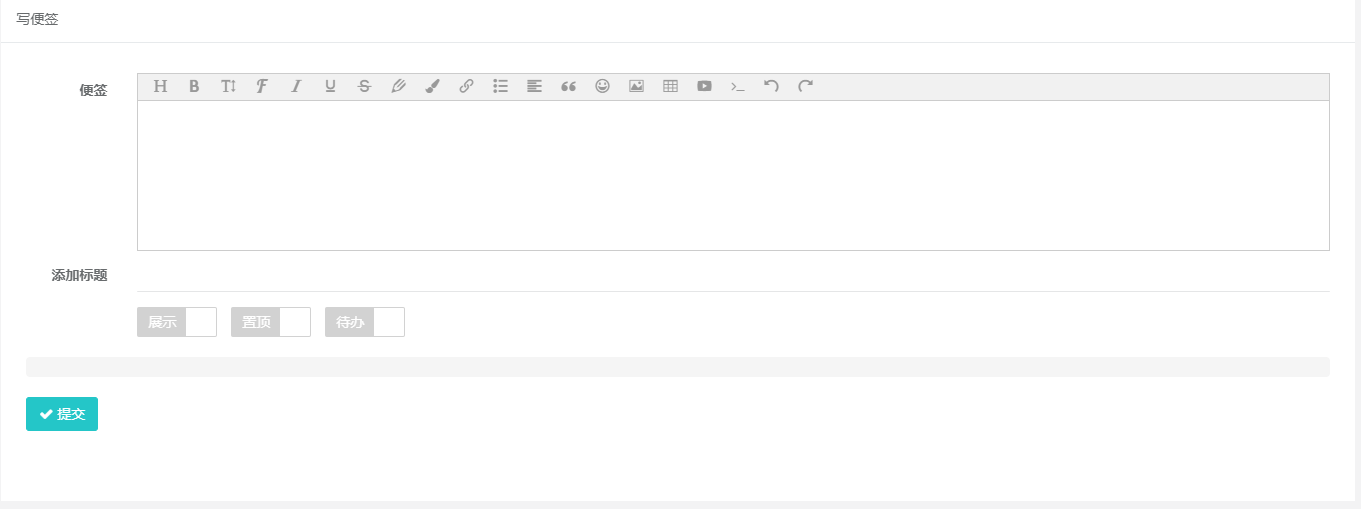 写便签
便签
添加标题
展示 置顶 待办
提交